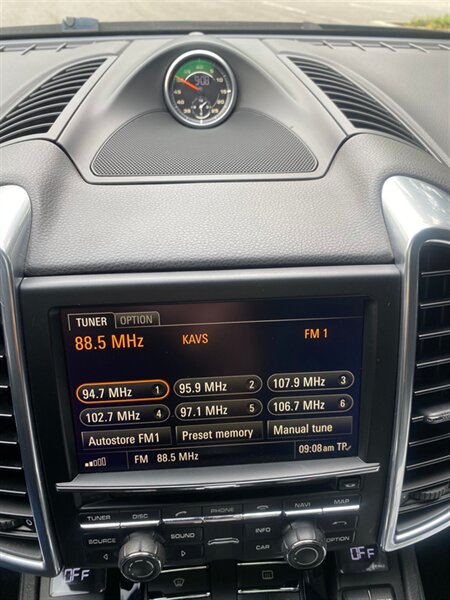 908
TUNER OPTION
88.5 MHz KAVS FM 1
94.7 MHz 1 95.9 MHz 2 107.9 MHz 3
102.7 MHz 4 97.1 MHz 5 106.7 MHz 6
Autostore FM1 Preset memory Manual tune
FM 88.5 MHz 09:08am TP
TUNER DISC PHONE NAVI MAP
SOURCE SOUND INFO OPTION
CAR
OFF OFF